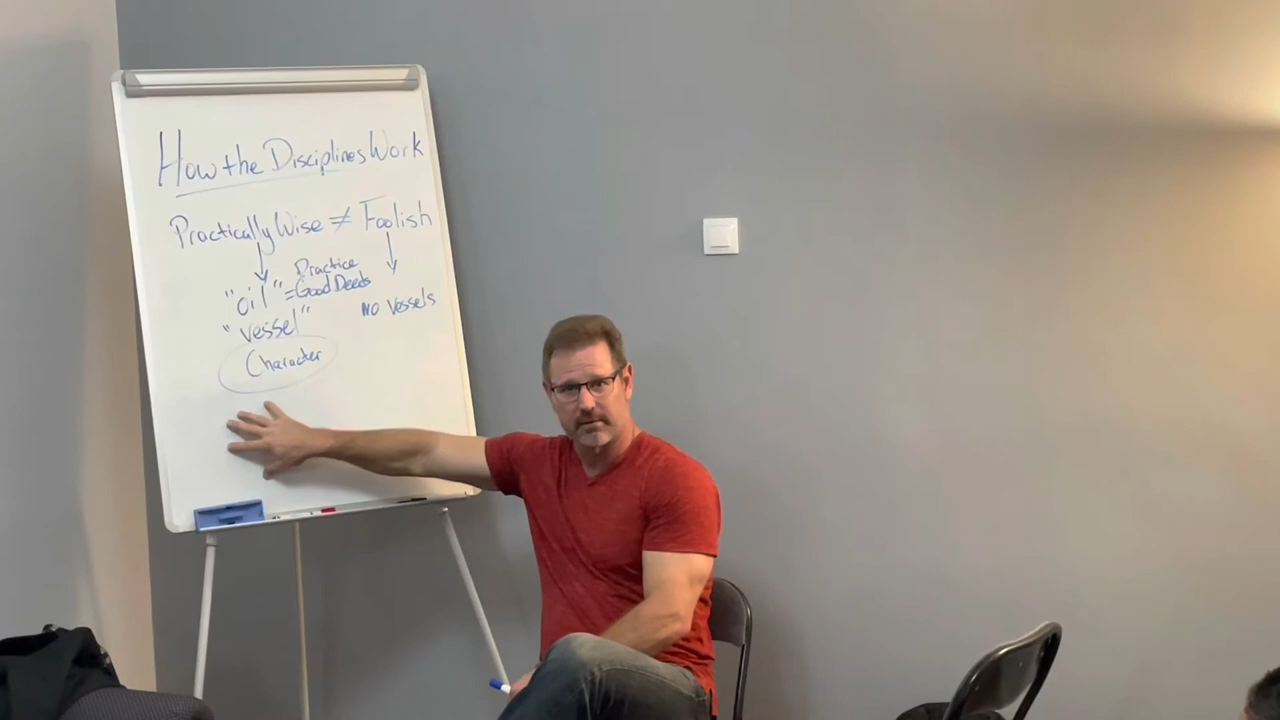 How the Disciplines Work
Practically Wise ≠ Foolish
"oil" = Practice Good Deeds
"vessel"
NO Vessels
Character